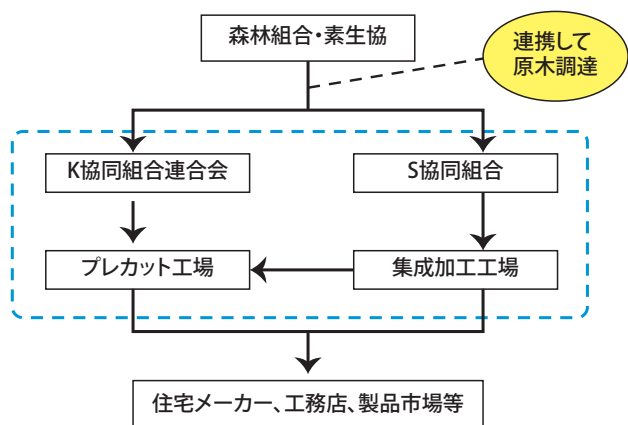 森林組合・素生協
連携して
原木調達
K協同組合連合会
S協同組合
プレカット工場
集成加工工場
住宅メーカー、工務店、製品市場等